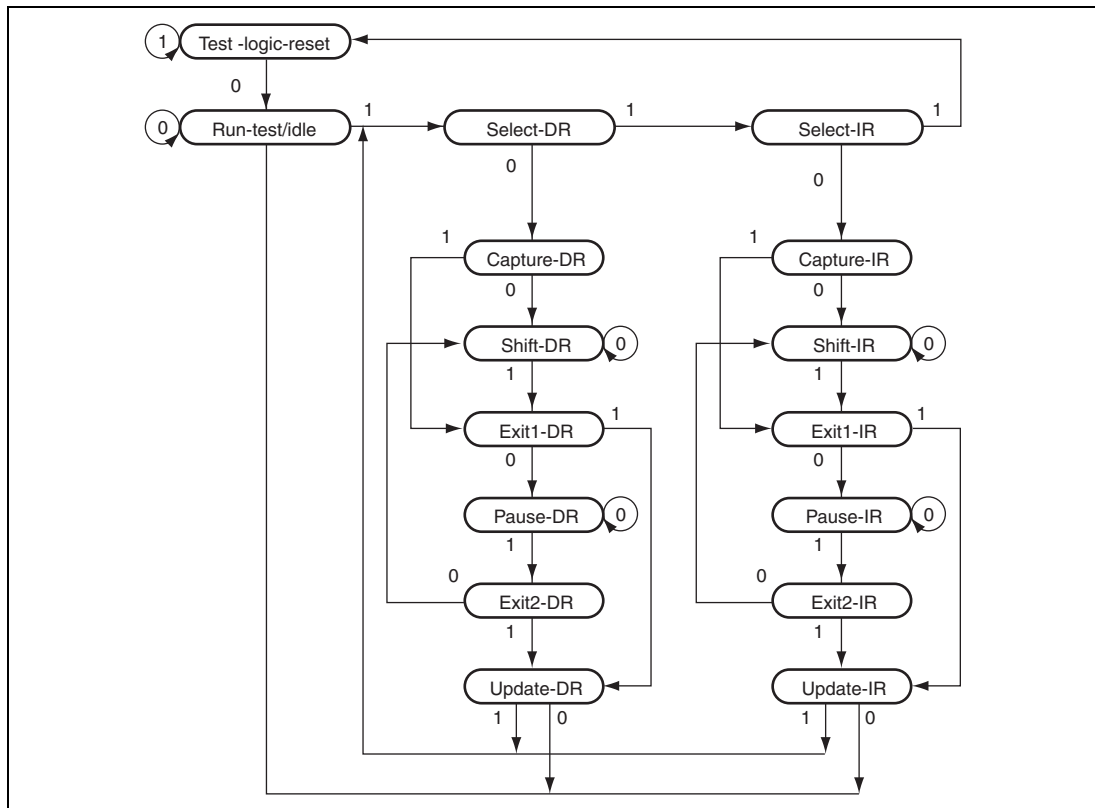 1 Test -logic-reset
0
0 Run-test/idle 1 Select-DR 1 Select-IR 1
0 0
1 1
Capture-DR Capture-IR
0 0
Shift-DR 0 Shift-IR 0
1 1
1 1
Exit1-DR Exit1-IR
0 0
Pause-DR 0 Pause-IR 0
1 1
0 0
Exit2-DR Exit2-IR
1 1
Update-DR Update-IR
1 0 1 0